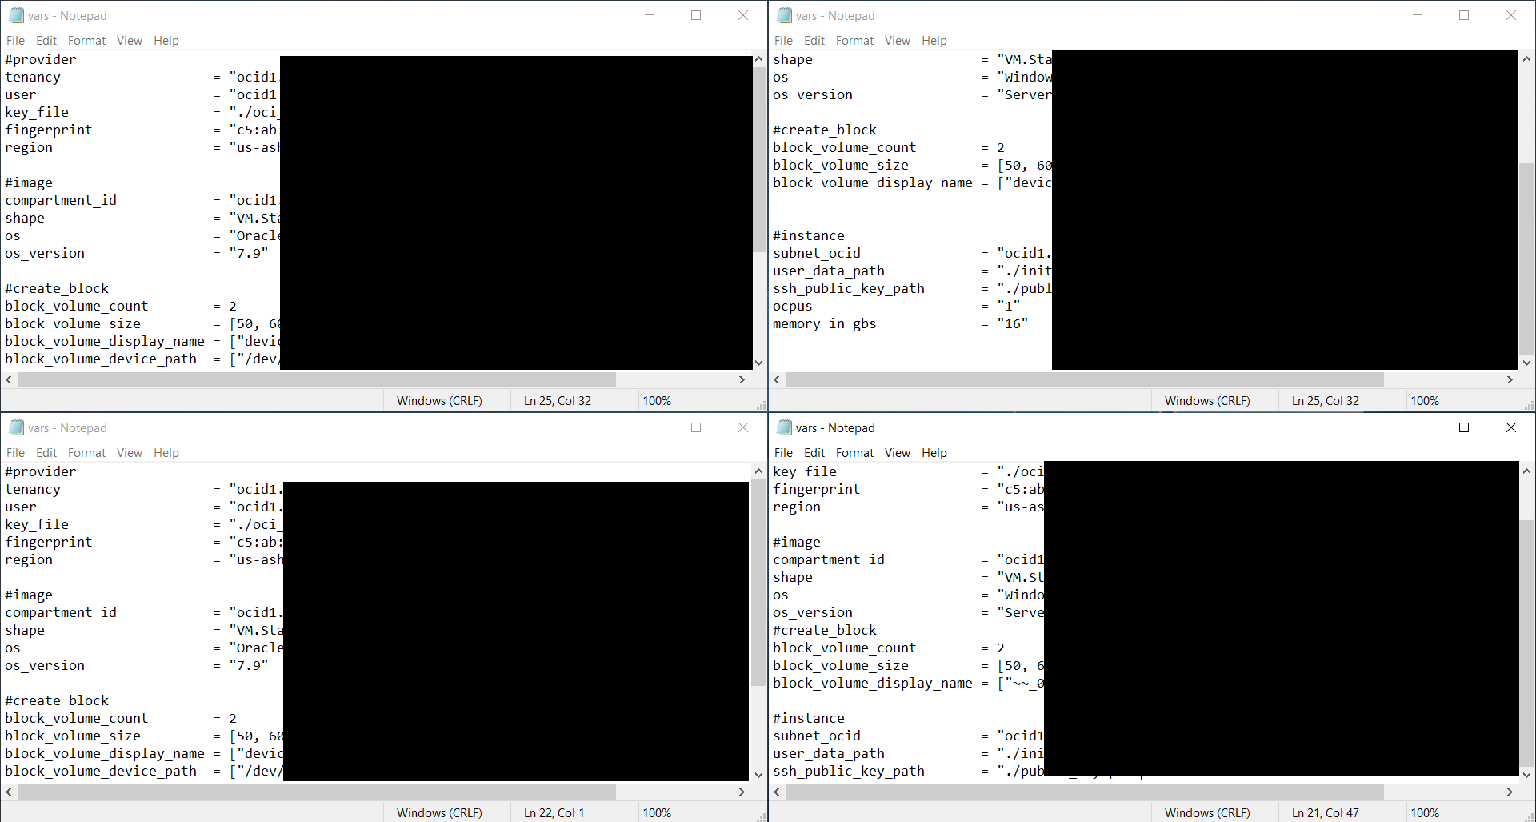 vars - Notepad
File Edit Format View Help
#provider
tenancy = "ocid1.
user = "ocid1
key_file = "./oci_
fingerprint = "c5:ab:
region = "us-ash
#image
compartment_id = "ocid1.
shape = "VM.Sta
os = "Oracle
os_version = "7.9"
#create_block
block_volume_count = 2
block_volume_size = [50, 60
block_volume_display_name = ["devic
block_volume_device_path = ["/dev/
Windows (CRLF) Ln 25, Col 32 100%
vars - Notepad
File Edit Format View Help
shape = "VM.Sta
os = "Window
os_version = "Server
#create_block
block_volume_count = 2
block_volume_size = [50, 60
block_volume_display_name = ["devic
#instance
subnet_ocid = "ocid1.
user_data_path = "./init
ssh_public_key_path = "./publ
ocpus = "1"
memory_in_gbs = "16"
Windows (CRLF) Ln 25, Col 32 100%
vars - Notepad
File Edit Format View Help
#provider
tenancy = "ocid1.
user = "ocid1.
key_file = "./oci_
fingerprint = "c5:ab:
region = "us-ash
#image
compartment_id = "ocid1.
shape = "VM.Sta
os = "Oracle
os_version = "7.9"
#create_block
block_volume_count = 2
block_volume_size = [50, 60
block_volume_display_name = ["devic
block_volume_device_path = ["/dev/
Windows (CRLF) Ln 22, Col 1 100%
vars - Notepad
File Edit Format View Help
key_file = "./oci
fingerprint = "c5:ab
region = "us-as
#image
compartment_id = "ocid1
shape = "VM.St
os = "Windo
os_version = "Serve
#create_block
block_volume_count = 2
block_volume_size = [50, 6
block_volume_display_name = ["~~_0
#instance
subnet_ocid = "ocid1
user_data_path = "./ini
ssh_public_key_path = "./pub
Windows (CRLF) Ln 21, Col 47 100%